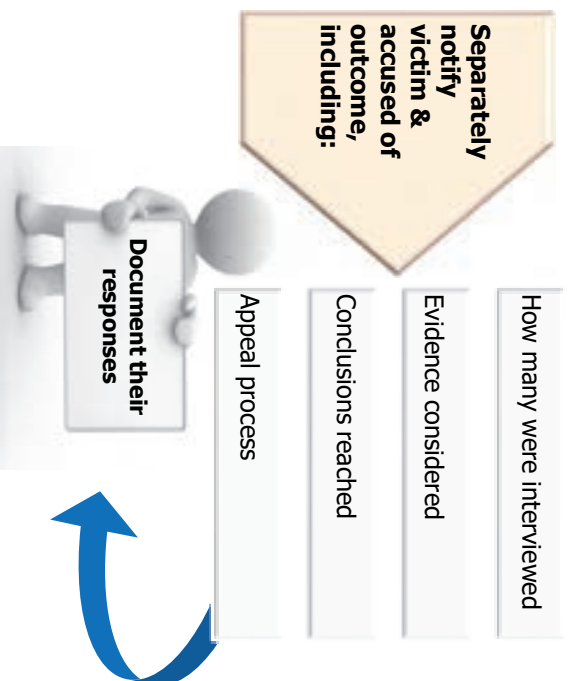 Separately
notify
victim &
accused of
outcome,
including:
How many were interviewed
Evidence considered
Conclusions reached
Appeal process
Document their
responses